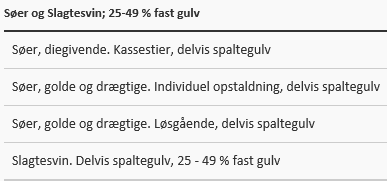 Søer og Slagtesvin; 25-49 % fast gulv
Søer, diegivende. Kassestier, delvis spaltegulv
Søer, golde og drægtige. Individuel opstaldning, delvis spaltegulv
Søer, golde og drægtige. Løsgående, delvis spaltegulv
Slagtesvin. Delvis spaltegulv, 25 - 49 % fast gulv